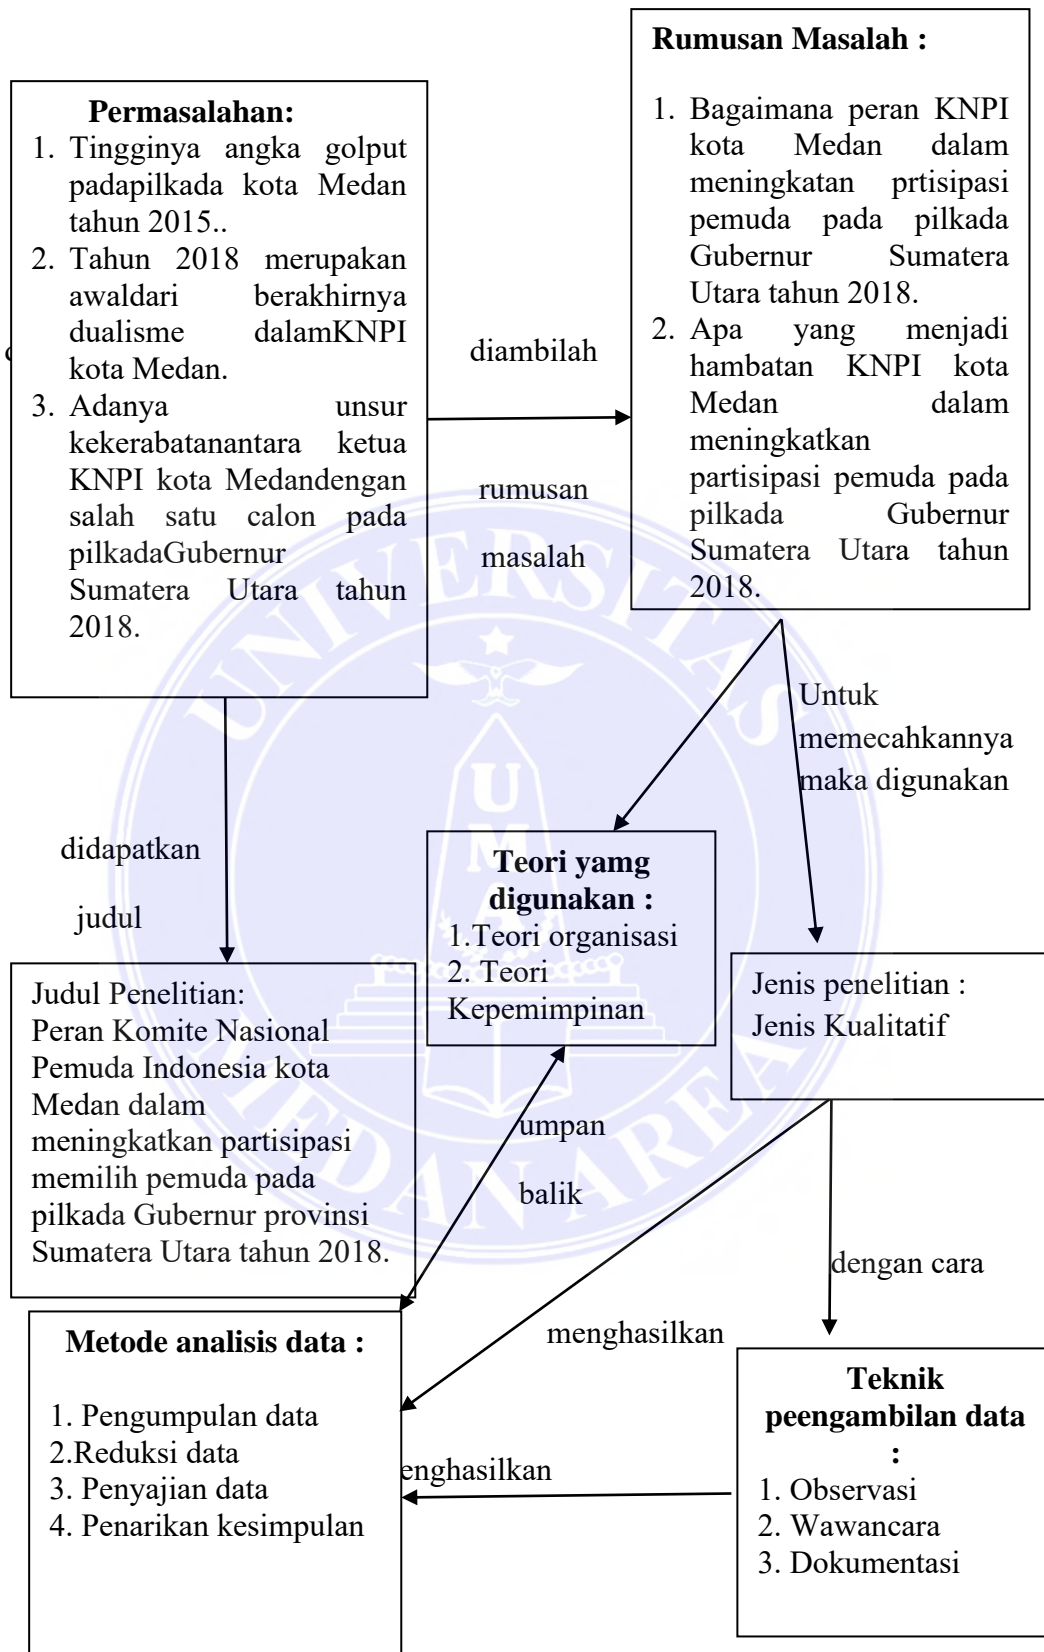 Permasalahan:
1. Tingginya angka golput
padapilkada kota Medan
tahun 2015..
2. Tahun 2018 merupakan
awaldari berakhirnya
dualisme dalamKNPI
kota Medan.
3. Adanya unsur
kekerabatanantara ketua
KNPI kota Medandengan
salah satu calon pada
pilkadaGubernur
Sumatera Utara tahun
2018.
diambilah
rumusan
masalah
Rumusan Masalah :
1. Bagaimana peran KNPI
kota Medan dalam
meningkatan prtisipasi
pemuda pada pilkada
Gubernur Sumatera
Utara tahun 2018.
2. Apa yang menjadi
hambatan KNPI kota
Medan dalam
meningkatkan
partisipasi pemuda pada
pilkada Gubernur
Sumatera Utara tahun
2018.
Untuk
memecahkannya
maka digunakan
didapatkan
judul
Teori yamg
digunakan :
1.Teori organisasi
2. Teori
Kepemimpinan
Jenis penelitian :
Jenis Kualitatif
Judul Penelitian:
Peran Komite Nasional
Pemuda Indonesia kota
Medan dalam
meningkatkan partisipasi
memilih pemuda pada
pilkada Gubernur provinsi
Sumatera Utara tahun 2018.
umpan
balik
dengan cara
menghasilkan
Metode analisis data :
1. Pengumpulan data
2.Reduksi data
3. Penyajian data
4. Penarikan kesimpulan
enghasilkan
Teknik
peengambilan data
:
1. Observasi
2. Wawancara
3. Dokumentasi
UNIVERSITAS
MEDAN AREA
U
M
A